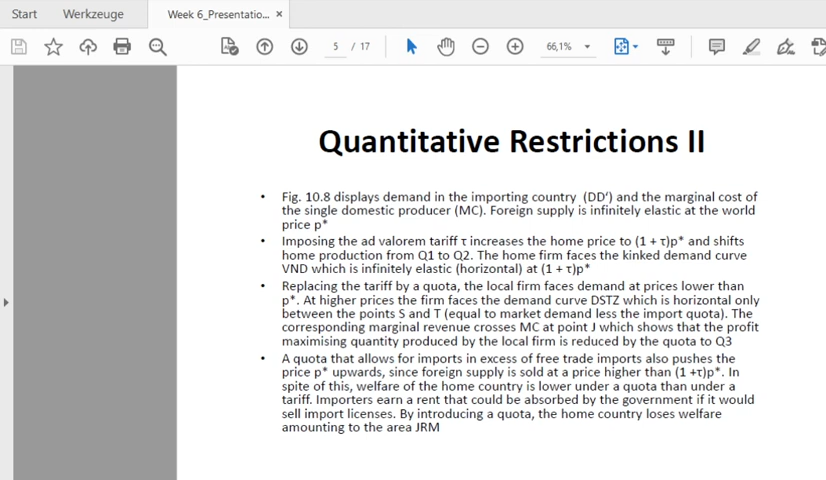 Start Werkzeuge Week 6_Presentatio... ×
5 / 17 66,1%
Quantitative Restrictions II
• Fig. 10.8 displays demand in the importing country (DD‘) and the marginal cost of
the single domestic producer (MC). Foreign supply is infinitely elastic at the world
price p*
• Imposing the ad valorem tariff τ increases the home price to (1 + τ)p* and shifts
home production from Q1 to Q2. The home firm faces the kinked demand curve
VND which is infinitely elastic (horizontal) at (1 + τ)p*
• Replacing the tariff by a quota, the local firm faces demand at prices lower than
p*. At higher prices the firm faces the demand curve DSTZ which is horizontal only
between the points S and T (equal to market demand less the import quota). The
corresponding marginal revenue crosses MC at point J which shows that the profit
maximising quantity produced by the local firm is reduced by the quota to Q3
• A quota that allows for imports in excess of free trade imports also pushes the
price p* upwards, since foreign supply is sold at a price higher than (1 +τ)p*. In
spite of this, welfare of the home country is lower under a quota than under a
tariff. Importers earn a rent that could be absorbed by the government if it would
sell import licenses. By introducing a quota, the home country loses welfare
amounting to the area JRM